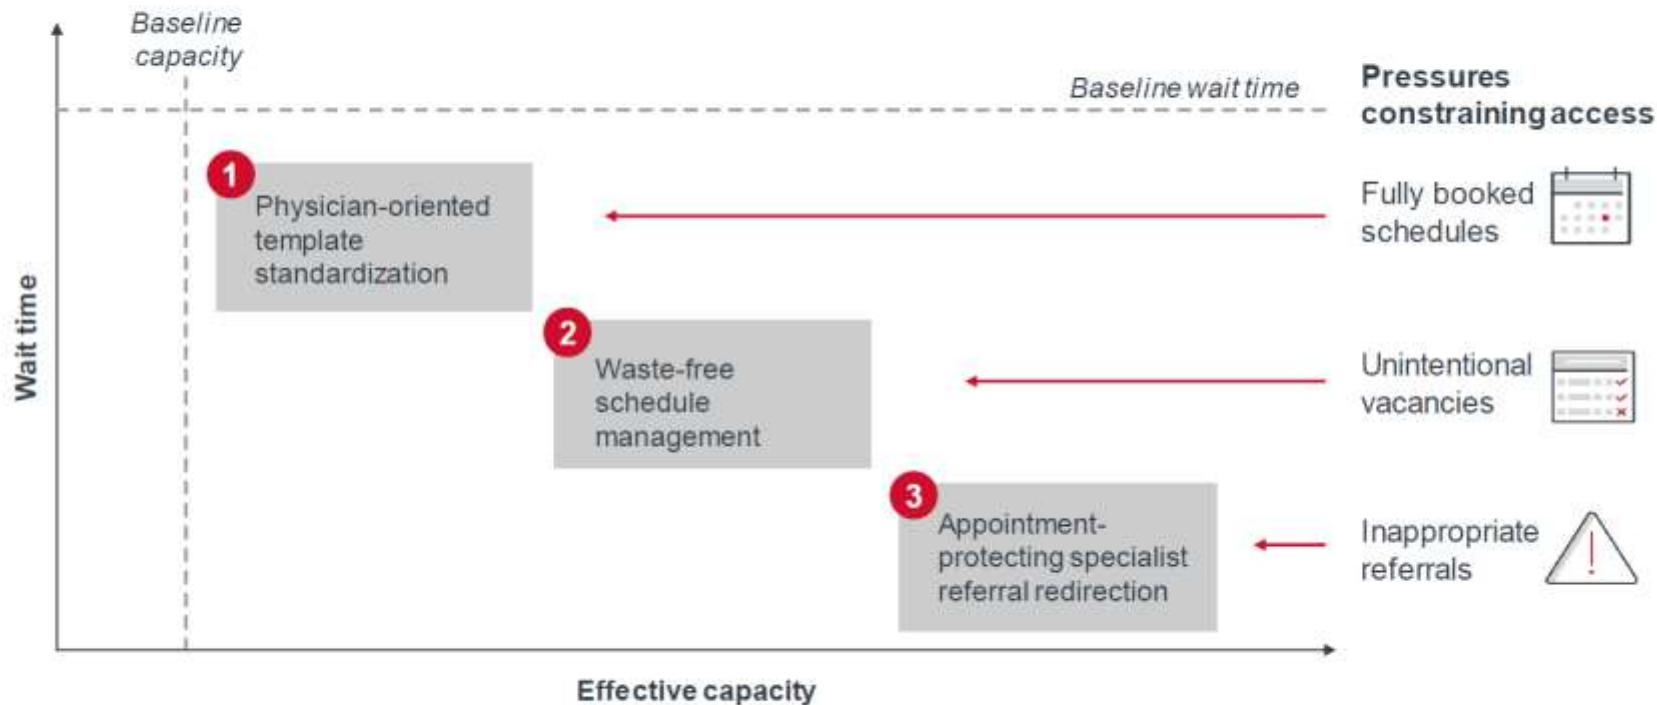 Baseline
capacity
Baseline wait time
Pressures
constraining access
1
Physician-oriented
template
standardization
Fully booked
schedules
2
Waste-free
schedule
management
Unintentional
vacancies
3
Appointment-
protecting specialist
referral redirection
Inappropriate
referrals
!
Wait time
Effective capacity